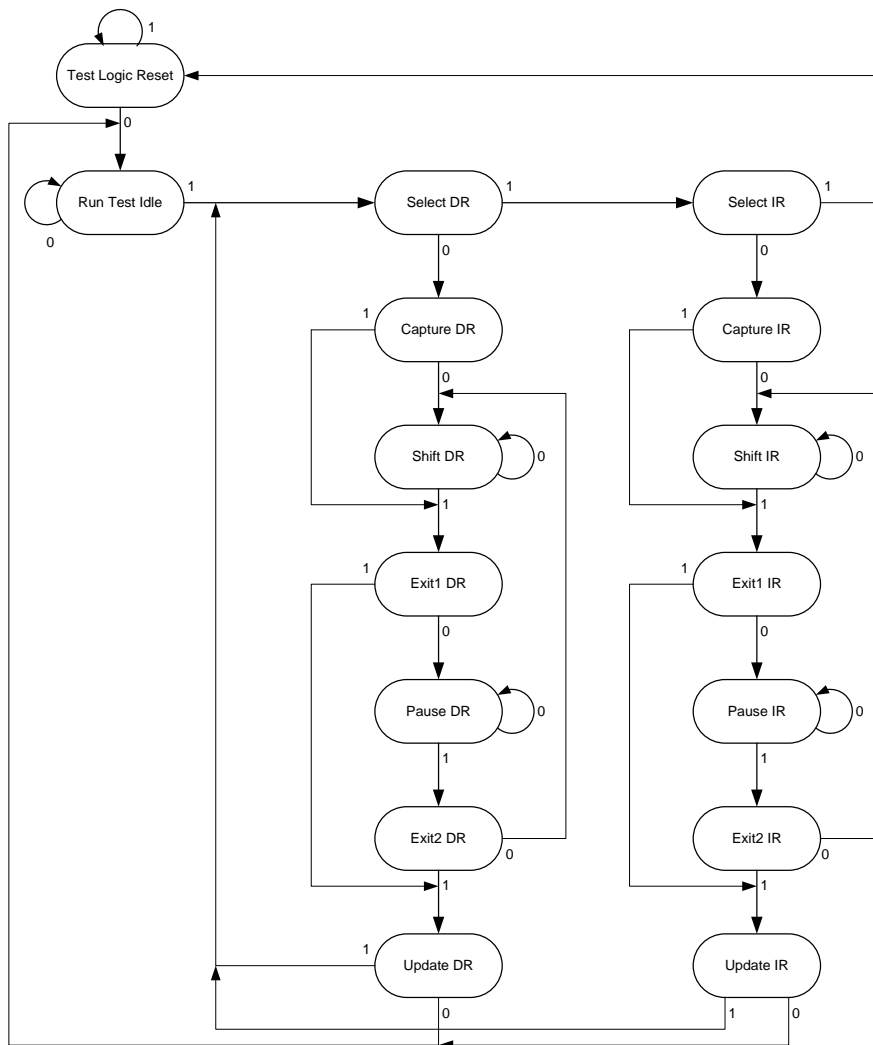 1
Test Logic Reset
0
Run Test Idle
1
0
Select DR
1
Select IR
1
0
0
1
Capture DR
1
Capture IR
0
0
Shift DR
0
Shift IR
0
1
1
1
Exit1 DR
1
Exit1 IR
0
0
Pause DR
0
Pause IR
0
1
1
Exit2 DR
0
Exit2 IR
0
1
1
1
Update DR
Update IR
0
1
0